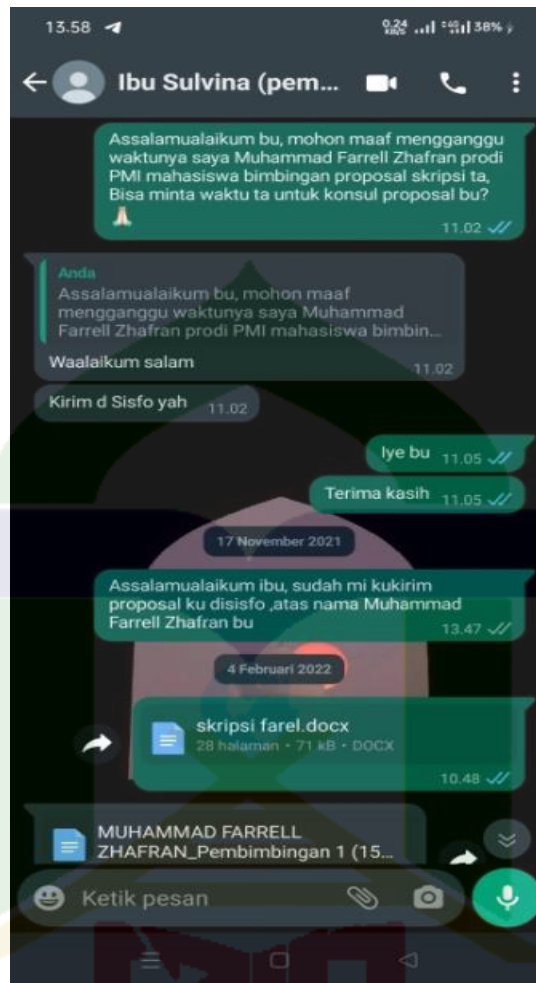 13.58
0.24 KB/S
38%
Ibu Sulvina (pem...
Assalamualaikum bu, mohon maaf mengganggu
waktunya saya Muhammad Farrell Zhafran prodi
PMI mahasiswa bimbingan proposal skripsi ta,
Bisa minta waktu ta untuk konsul proposal bu?
11.02
Anda
Assalamualaikum bu, mohon maaf
mengganggu waktunya saya Muhammad
Farrell Zhafran prodi PMI mahasiswa bimbin...
Waalaikum salam
11.02
Kirim d Sisfo yah 11.02
Iye bu 11.05
Terima kasih 11.05
17 November 2021
Assalamualaikum ibu, sudah mi kukirim
proposal ku disisfo ,atas nama Muhammad
Farrell Zhafran bu
13.47
4 Februari 2022
skripsi farel.docx
28 halaman • 71 kB • DOCX
10.48
MUHAMMAD FARRELL
ZHAFRAN_Pembimbingan 1 (15...
Ketik pesan